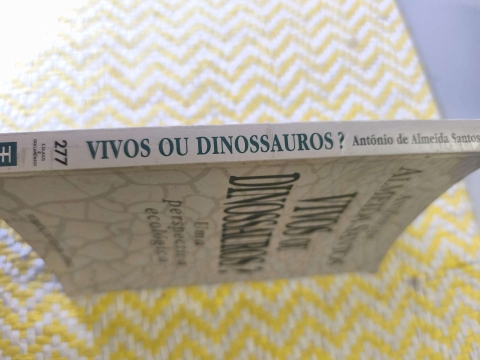 277
VIVOS OU DINOSSAUROS?
António de Almeida Santos
VIVOS OU
DINOSSAUROS?
Uma
perspectiva
ecológica